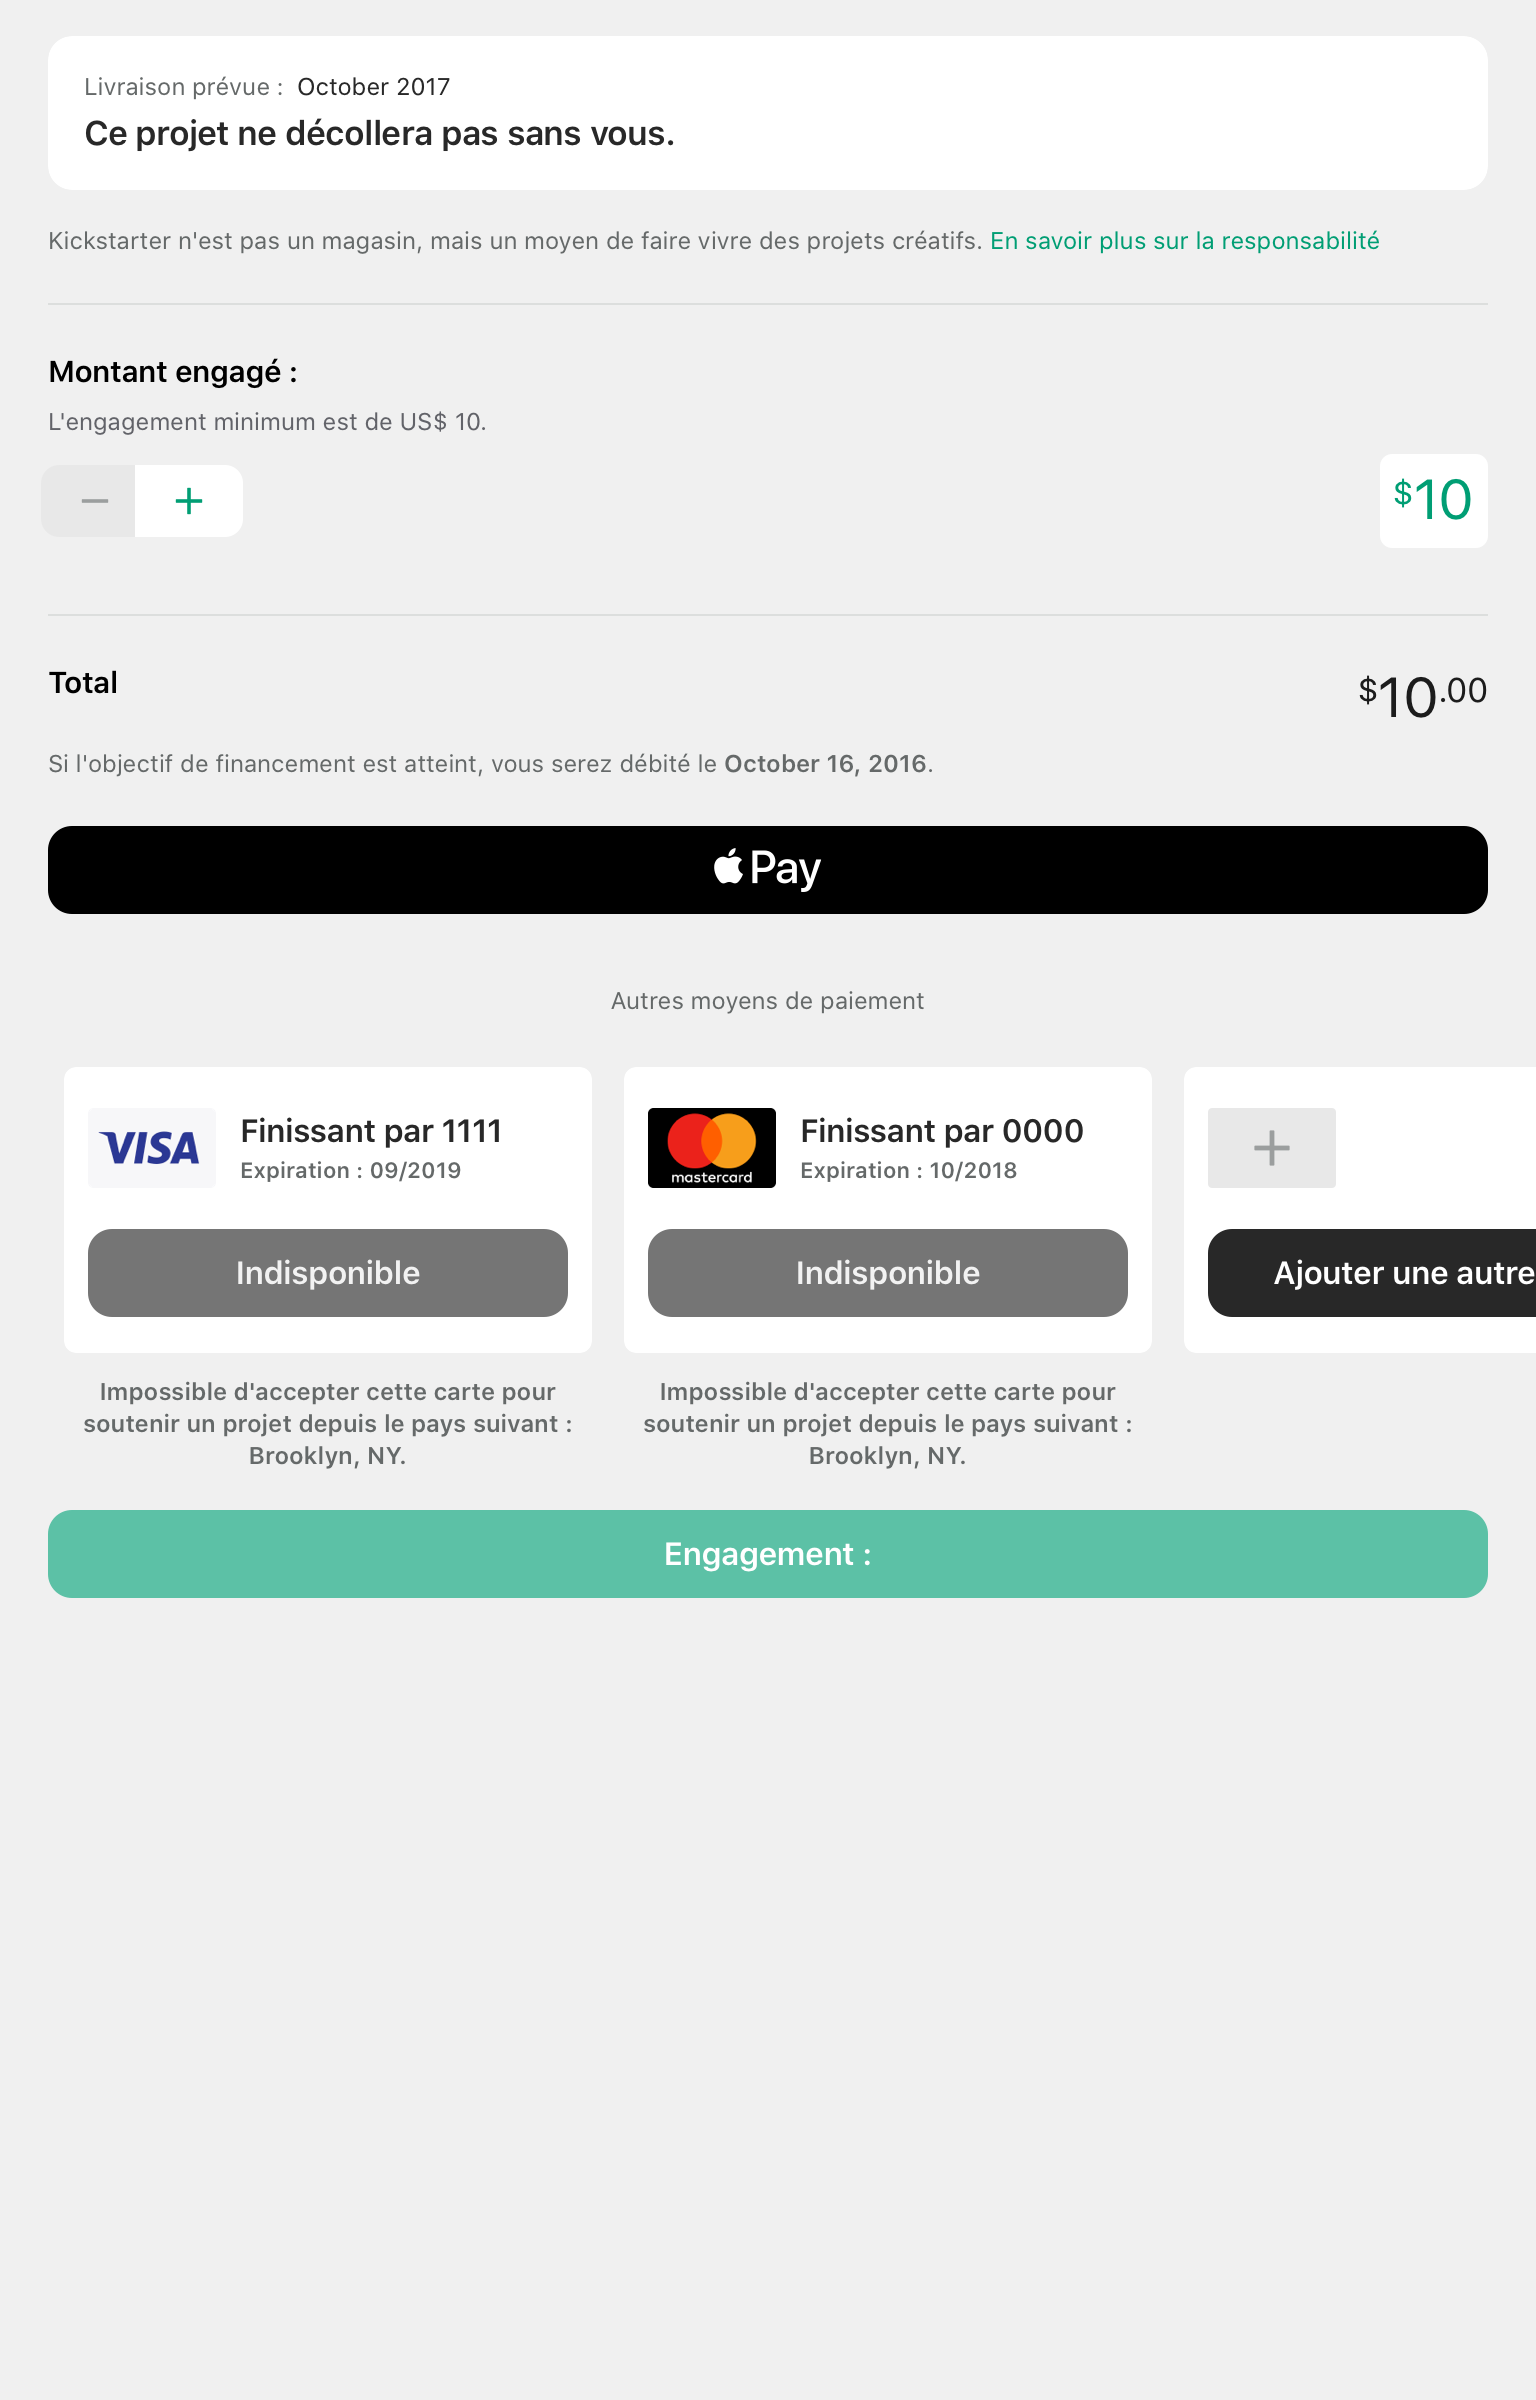 Livraison prévue : October 2017
Ce projet ne décollera pas sans vous.
Kickstarter n'est pas un magasin, mais un moyen de faire vivre des projets créatifs. En savoir plus sur la responsabilité
Montant engagé :
L'engagement minimum est de US$ 10.
$10
Total
$10.00
Si l'objectif de financement est atteint, vous serez débité le October 16, 2016.
Pay
Autres moyens de paiement
VISA
Finissant par 1111
Expiration : 09/2019
Indisponible
Impossible d'accepter cette carte pour
soutenir un projet depuis le pays suivant :
Brooklyn, NY.
mastercard
Finissant par 0000
Expiration : 10/2018
Indisponible
Impossible d'accepter cette carte pour
soutenir un projet depuis le pays suivant :
Brooklyn, NY.
Ajouter une autre
Engagement :